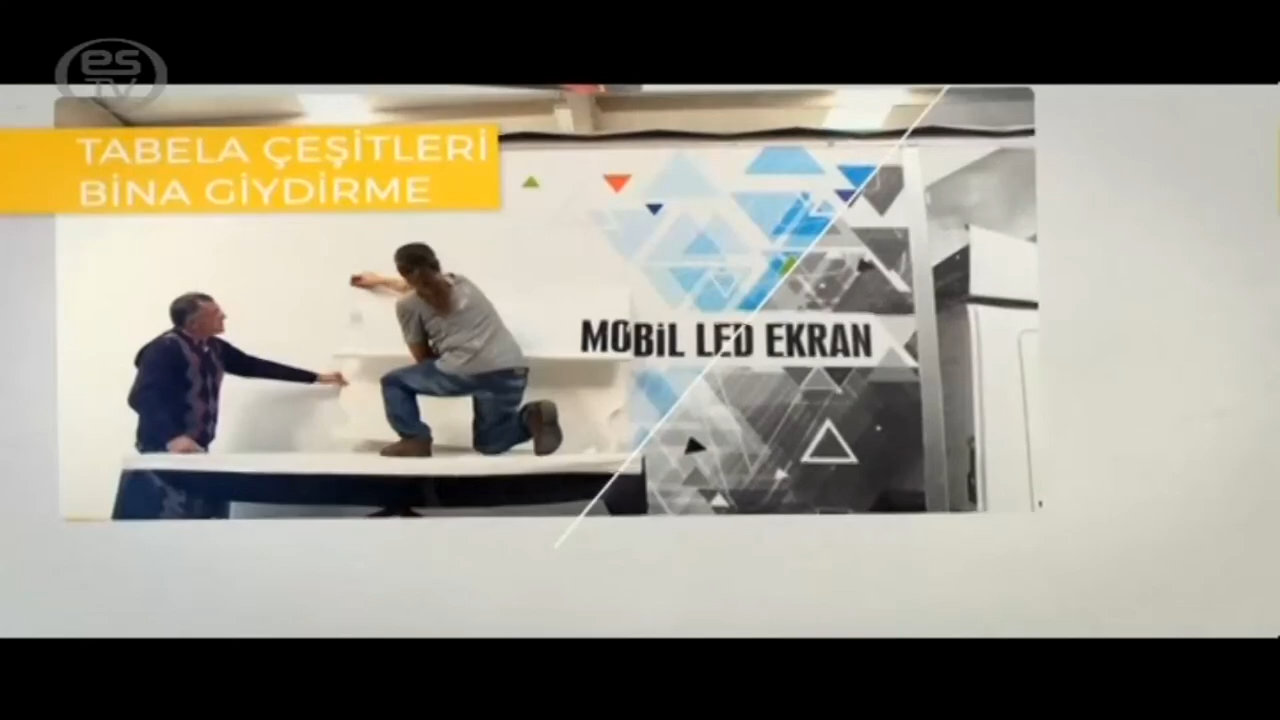 es
TV
TABELA ÇEŞİTLERİ
BİNA GİYDİRME
MOBİL LED EKRAN